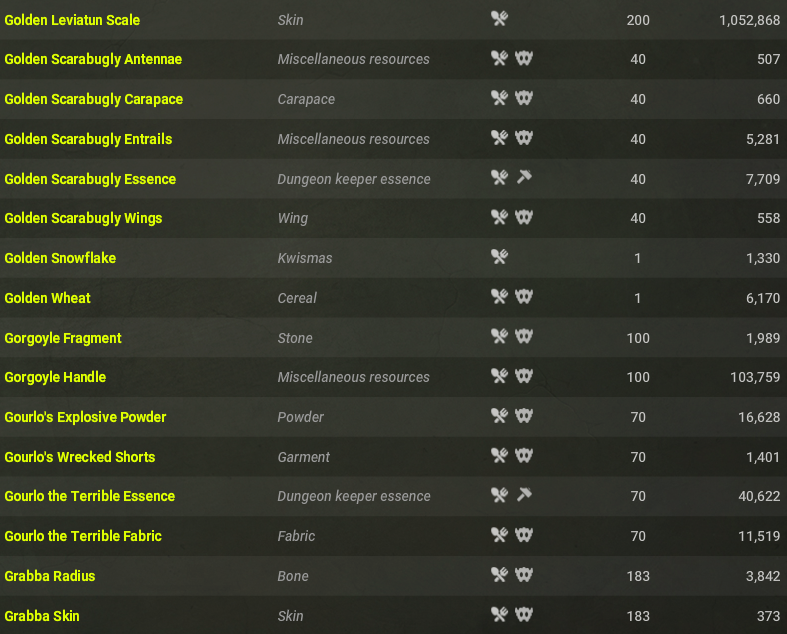 Golden Leviatun Scale Skin 200 1,052,868
Golden Scarabugly Antennae Miscellaneous resources 40 507
Golden Scarabugly Carapace Carapace 40 660
Golden Scarabugly Entrails Miscellaneous resources 40 5,281
Golden Scarabugly Essence Dungeon keeper essence 40 7,709
Golden Scarabugly Wings Wing 40 558
Golden Snowflake Kwismas 1 1,330
Golden Wheat Cereal 1 6,170
Gorgoyle Fragment Stone 100 1,989
Gorgoyle Handle Miscellaneous resources 100 103,759
Gourlo's Explosive Powder Powder 70 16,628
Gourlo's Wrecked Shorts Garment 70 1,401
Gourlo the Terrible Essence Dungeon keeper essence 70 40,622
Gourlo the Terrible Fabric Fabric 70 11,519
Grabba Radius Bone 183 3,842
Grabba Skin Skin 183 373